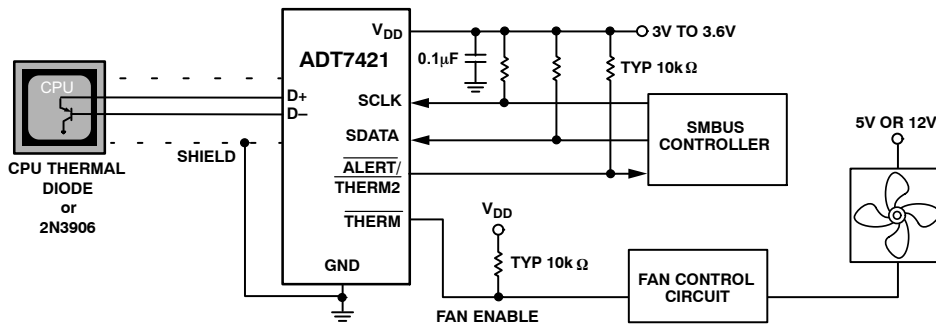 VDD
3V TO 3.6V
ADT7421
0.1μF
TYP 10kΩ
CPU
D+
D–
SCLK
SDATA
SMBUS
CONTROLLER
5V OR 12V
SHIELD
CPU THERMAL
DIODE
or
2N3906
ALERT/
THERM2
THERM
VDD
TYP 10kΩ
GND
FAN CONTROL
CIRCUIT
FAN ENABLE